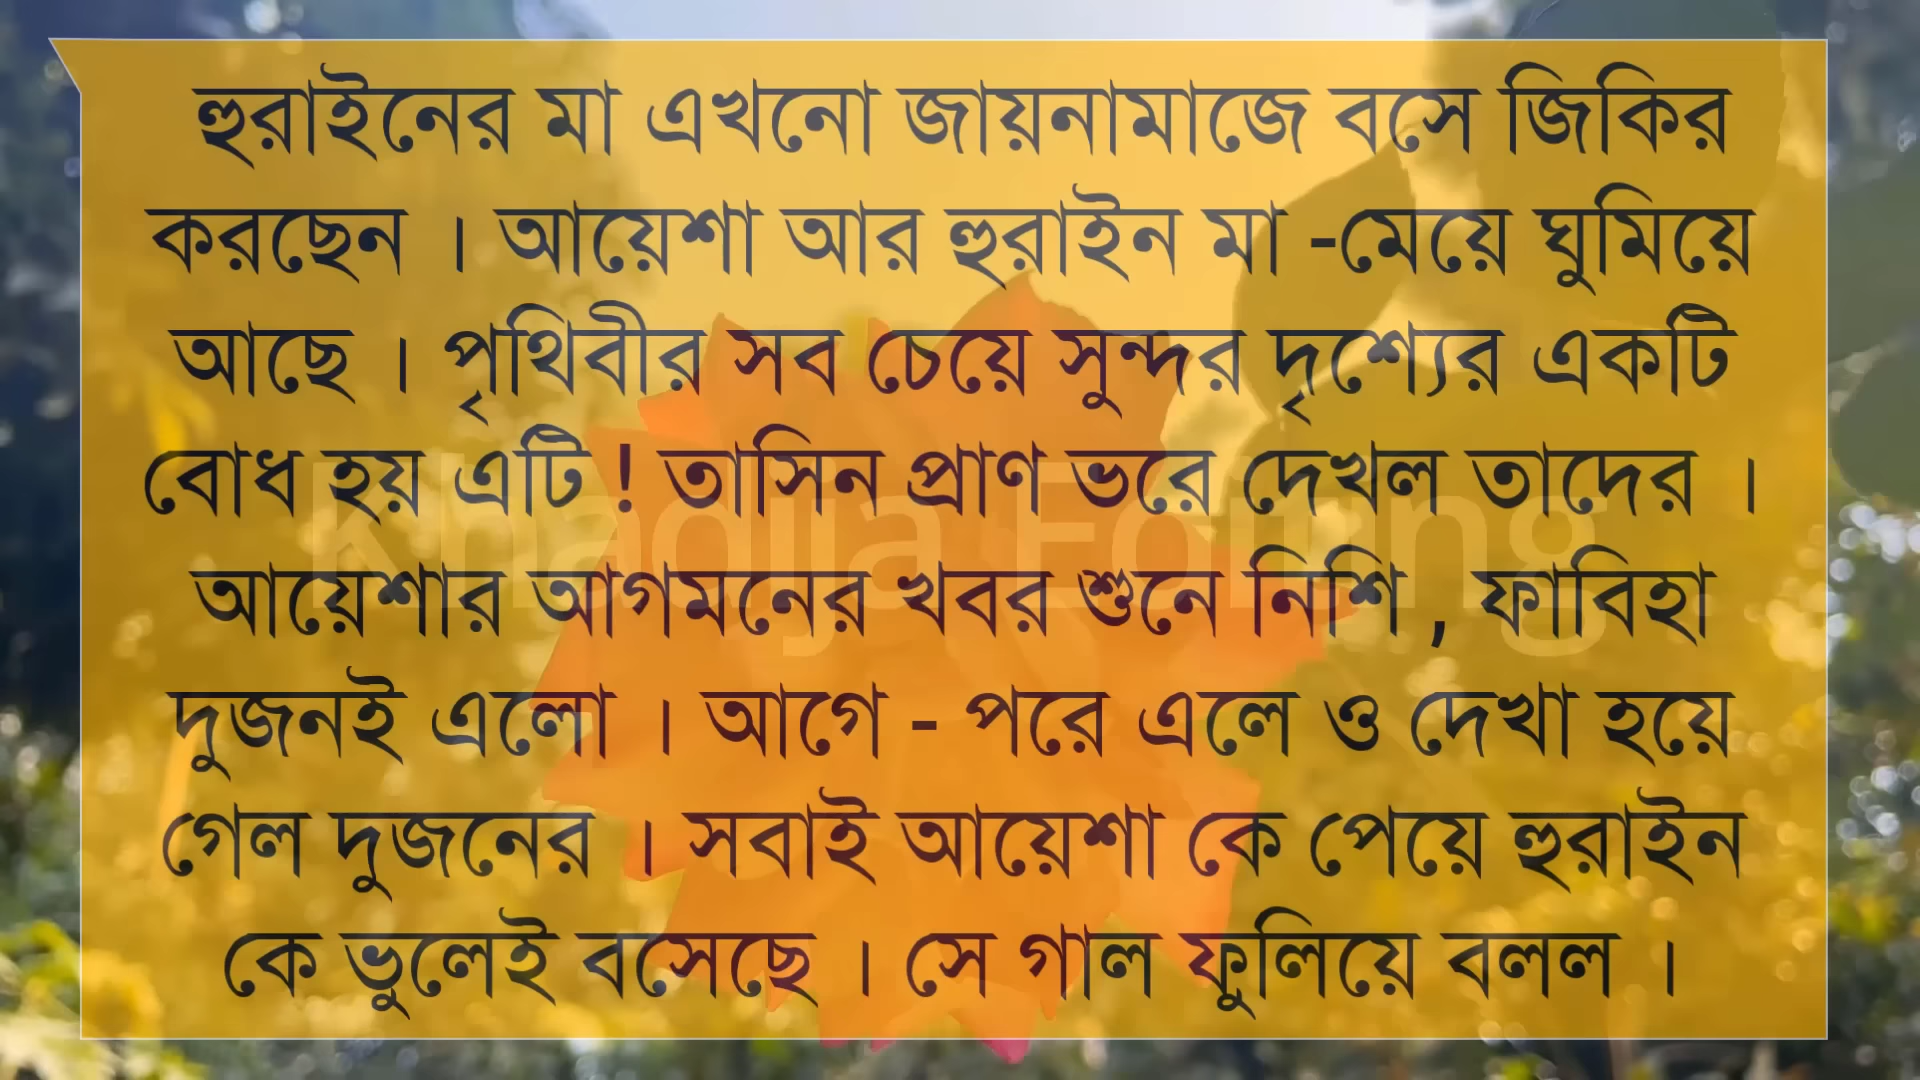 হুরাইনের মা এখনো জায়নামাজে বসে জিকির
করছেন । আয়েশা আর হুরাইন মা -মেয়ে ঘুমিয়ে
আছে । পৃথিবীর সব চেয়ে সুন্দর দৃশ্যের একটি
বোধ হয় এটি ! তাসিন প্রাণ ভরে দেখল তাদের ।
আয়েশার আগমনের খবর শুনে নিশি , ফাবিহা
দুজনই এলো । আগে - পরে এলে ও দেখা হয়ে
গেল দুজনের । সবাই আয়েশা কে পেয়ে হুরাইন
কে ভুলেই বসেছে । সে গাল ফুলিয়ে বলল ।